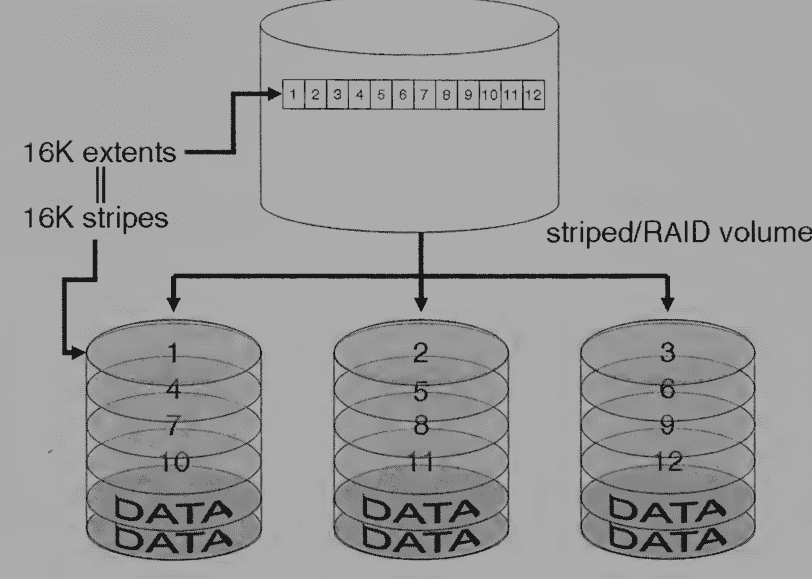 1 2 3 4 5 6 7 8 9 10 11 12
16K extents
16K stripes
striped/RAID volume
1 2 3
4 5 6
7 8 9
10 11 12
DATA DATA DATA
DATA DATA DATA